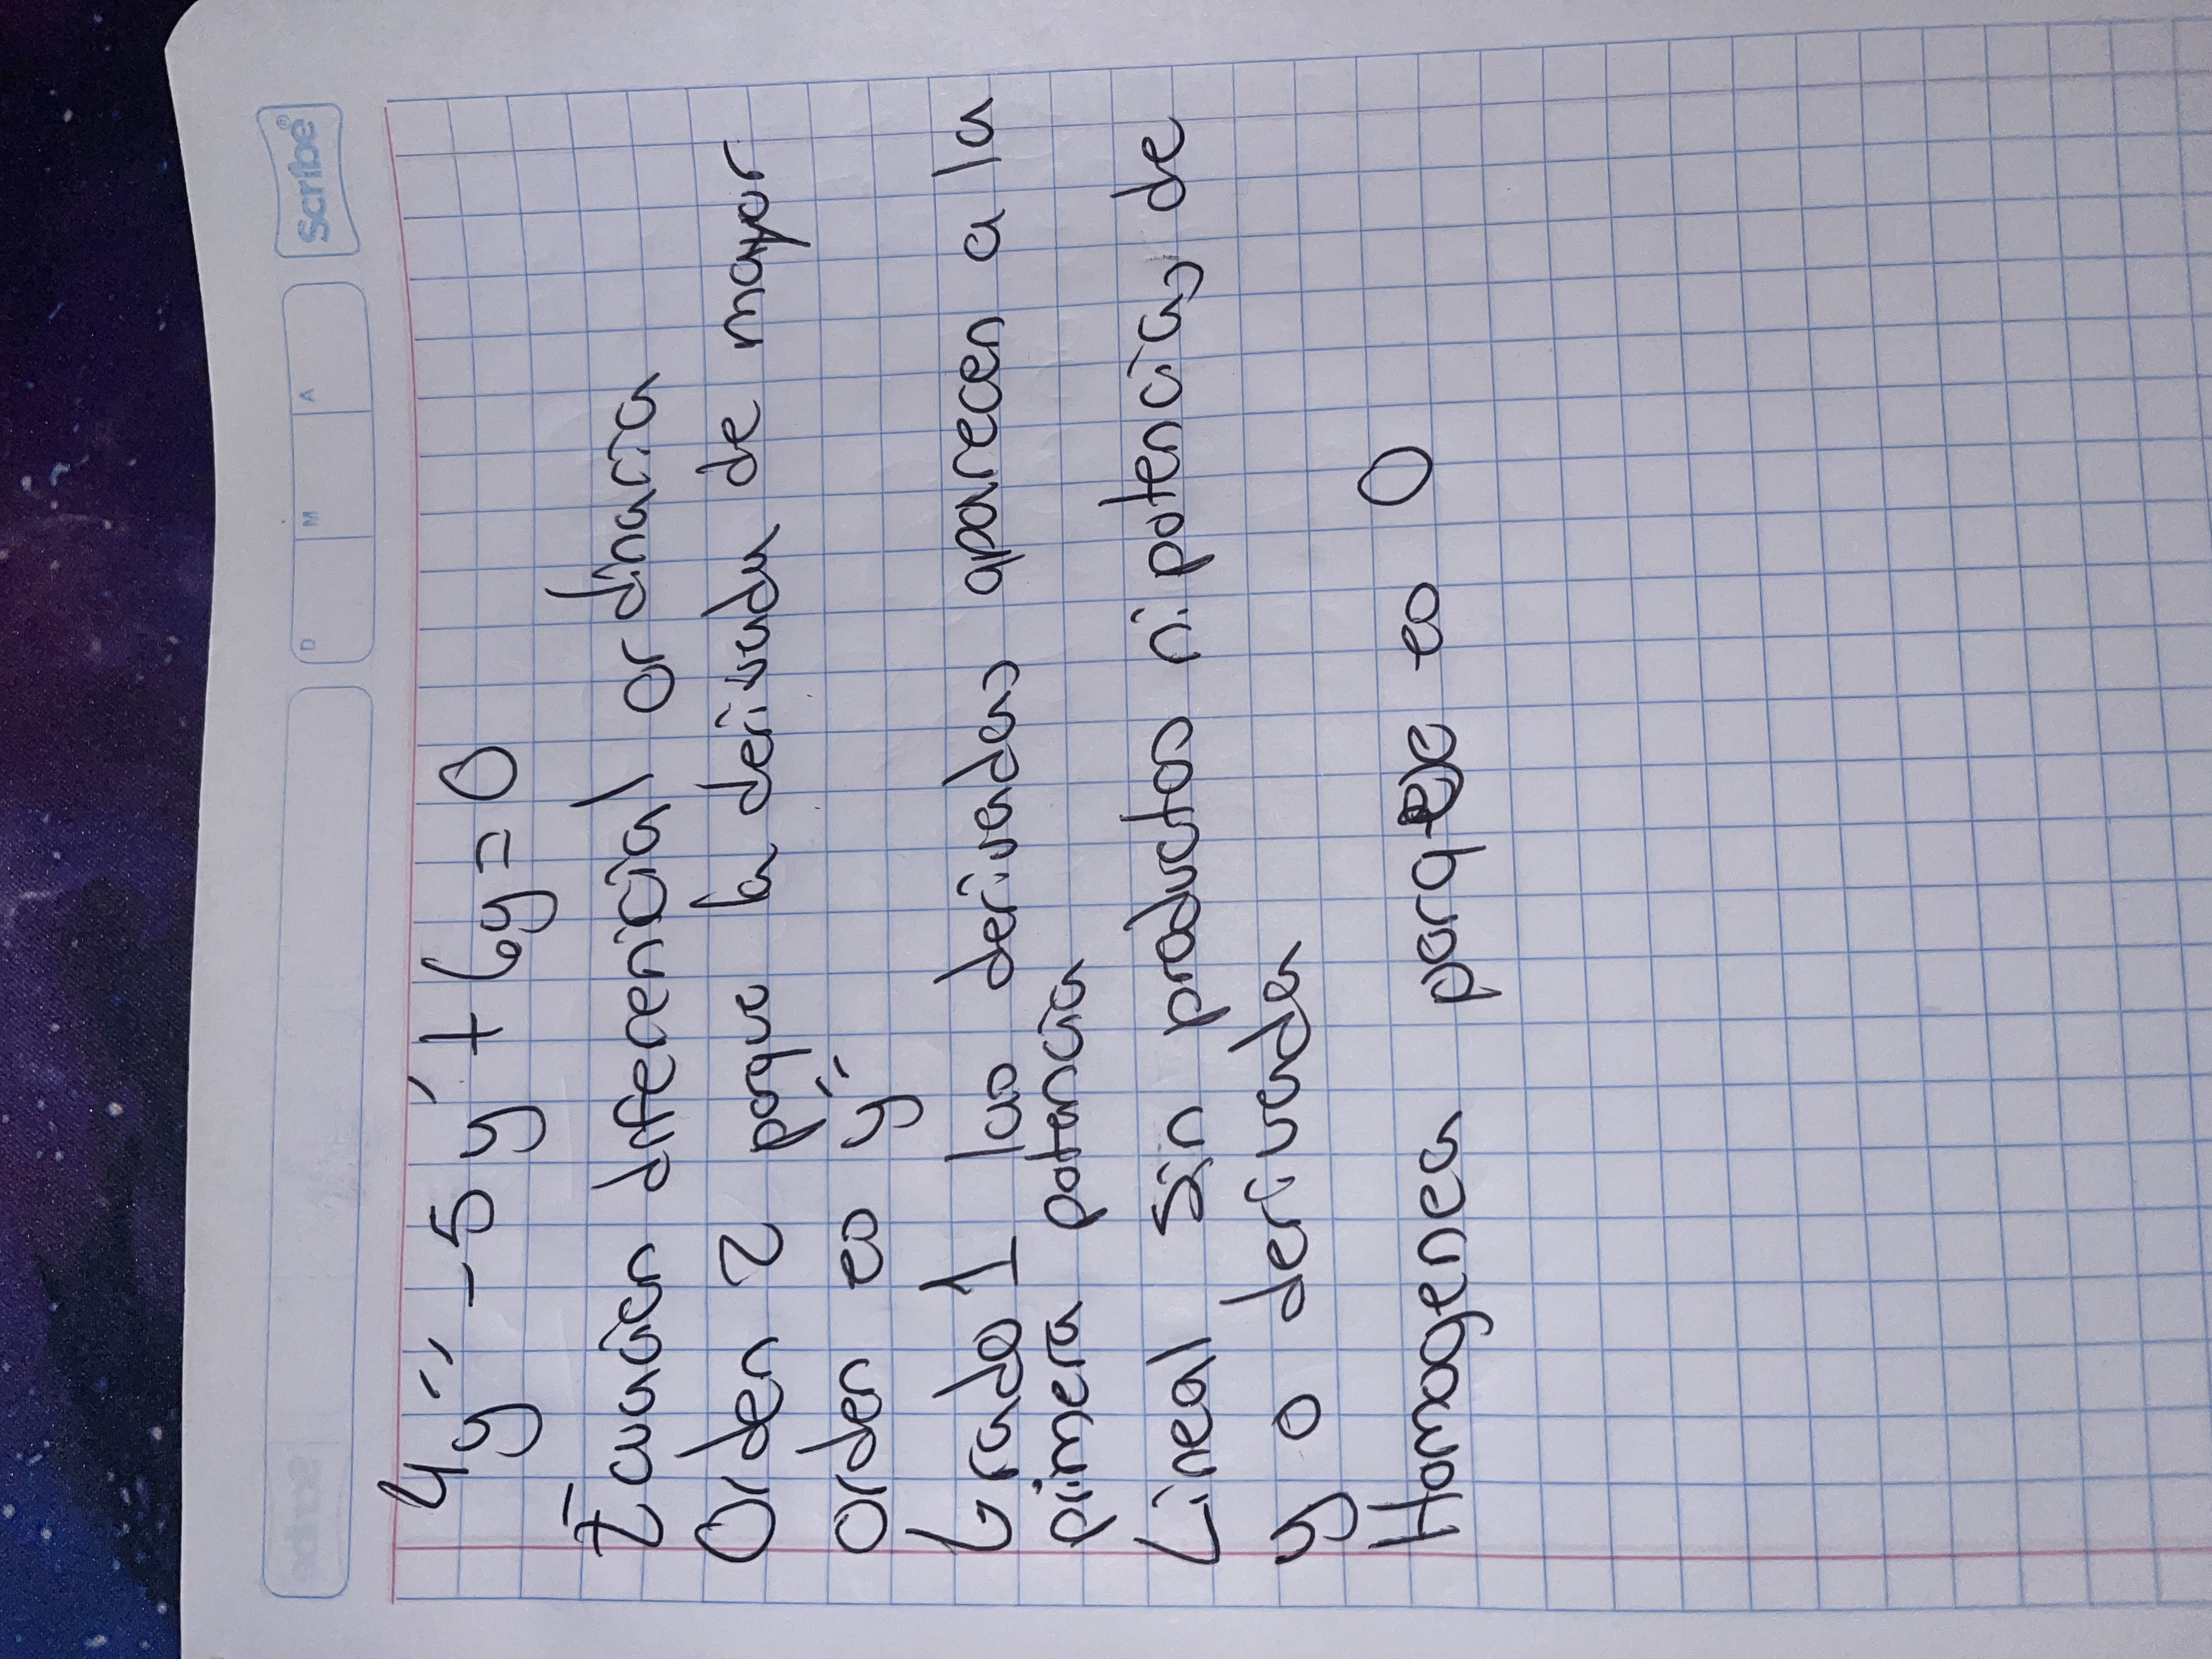 Scribe
D M A
Scribe®
4y'' - 5y' + 6y = 0
Ecuación diferencial ordinaria
Orden 2 porque la derivada de mayor
orden es y''
Grado 1 las derivadas aparecen a la
primera potencia
Lineal sin productos ni potencias de
y o derivada
Homogenea porque es 0